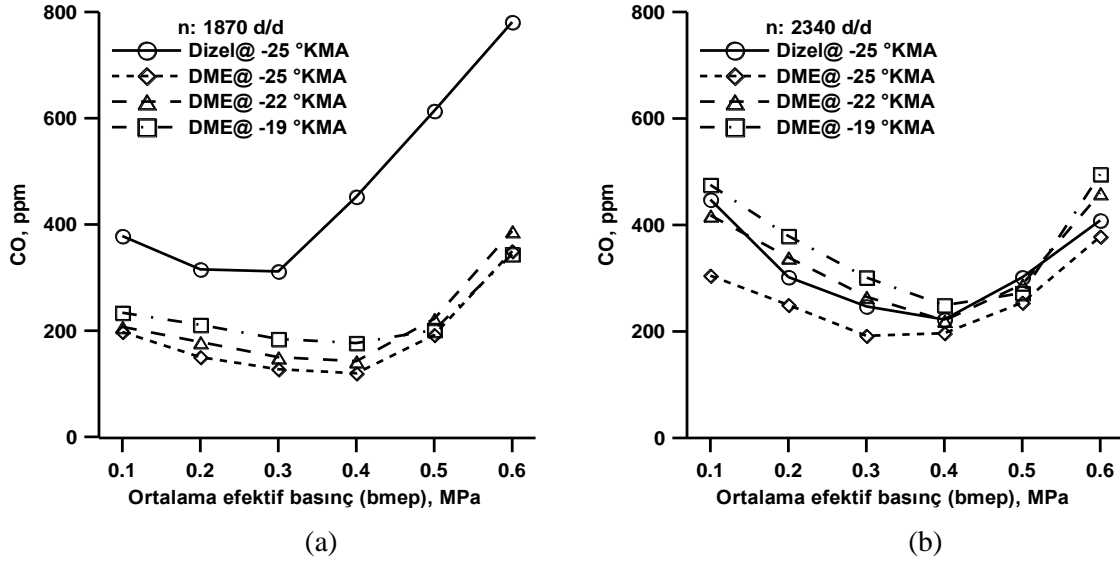 800
600
400
200
0
CO, ppm
n: 1870 d/d
Dizel@ -25 °KMA
DME@ -25 °KMA
DME@ -22 °KMA
DME@ -19 °KMA
0.1 0.2 0.3 0.4 0.5 0.6
Ortalama efektif basınç (bmep), MPa
(a)
800
600
400
200
0
CO, ppm
n: 2340 d/d
Dizel@ -25 °KMA
DME@ -25 °KMA
DME@ -22 °KMA
DME@ -19 °KMA
0.1 0.2 0.3 0.4 0.5 0.6
Ortalama efektif basınç (bmep), MPa
(b)